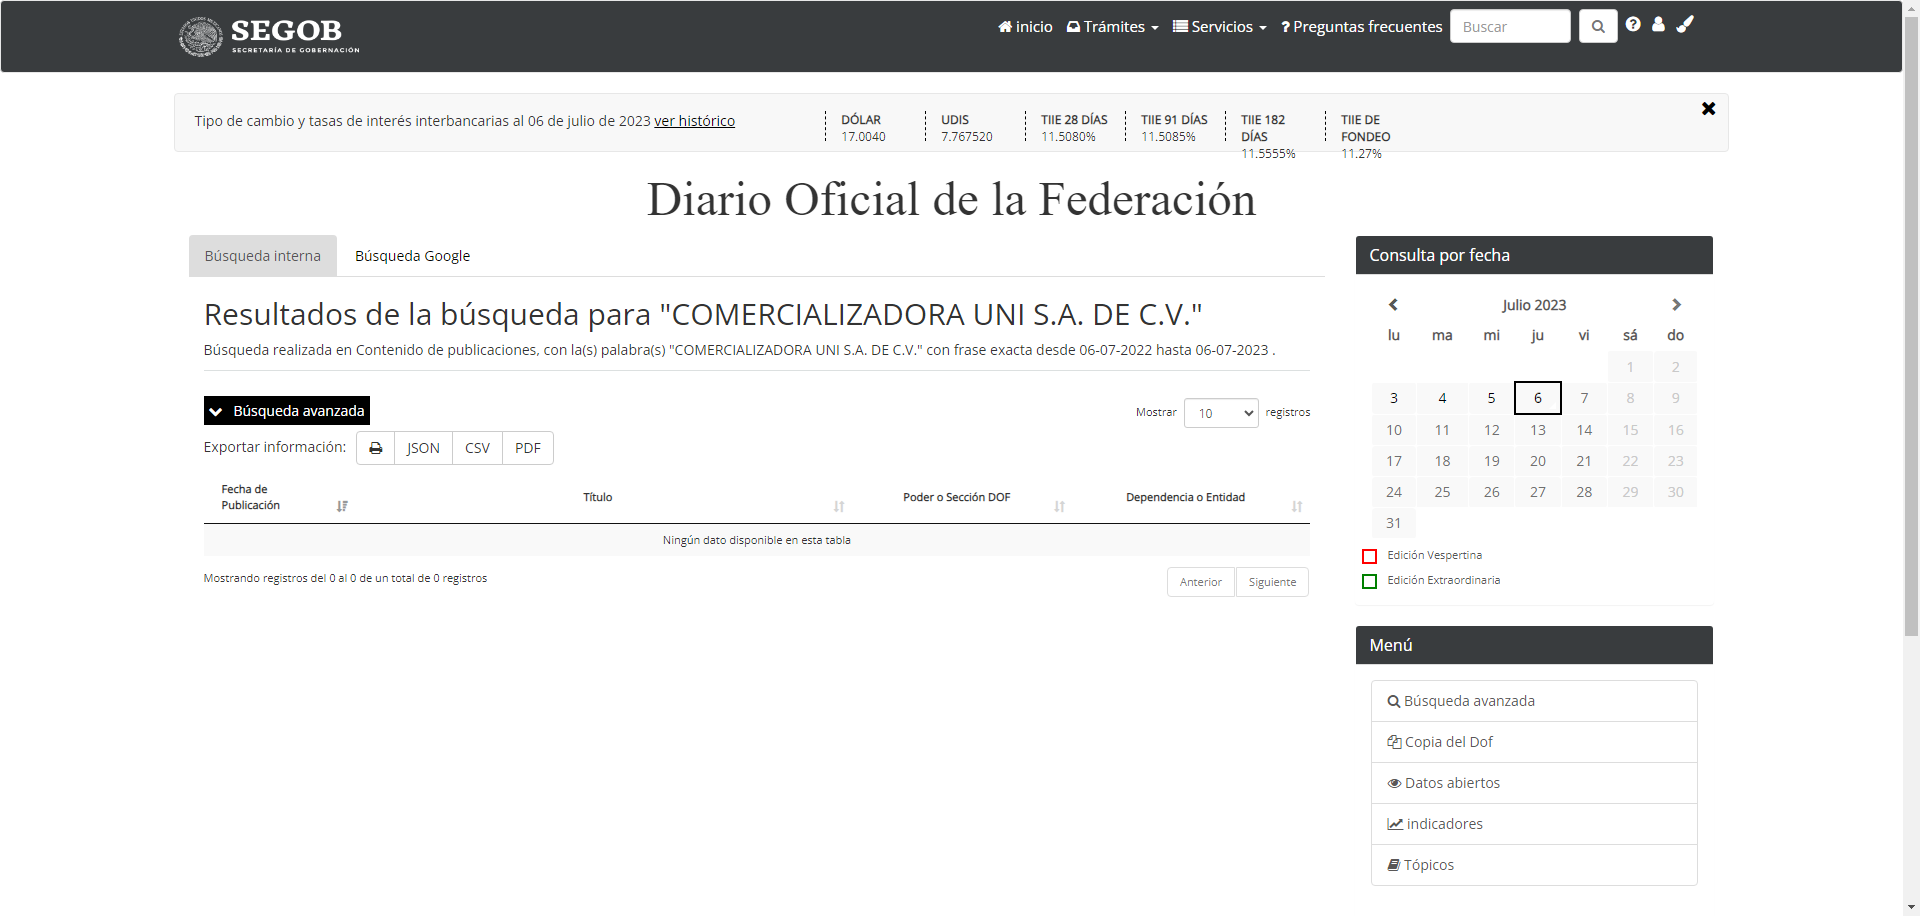 SEGOB
SECRETARÍA DE GOBERNACIÓN
inicio Trámites Servicios ? Preguntas frecuentes Buscar
Tipo de cambio y tasas de interés interbancarias al 06 de julio de 2023 ver histórico
DÓLAR
17.0040
UDIS
7.767520
TIIE 28 DÍAS
11.5080%
TIIE 91 DÍAS
11.5085%
TIIE 182
DÍAS
11.5555%
TIIE DE
FONDEO
11.27%
Diario Oficial de la Federación
Búsqueda interna Búsqueda Google
Resultados de la búsqueda para "COMERCIALIZADORA UNI S.A. DE C.V."
Búsqueda realizada en Contenido de publicaciones, con la(s) palabra(s) "COMERCIALIZADORA UNI S.A. DE C.V." con frase exacta desde 06-07-2022 hasta 06-07-2023 .
Búsqueda avanzada
Mostrar 10 registros
Exportar información: JSON CSV PDF
Fecha de
Publicación
Título
Poder o Sección DOF
Dependencia o Entidad
Ningún dato disponible en esta tabla
Mostrando registros del 0 al 0 de un total de 0 registros
Anterior Siguiente
Consulta por fecha
Julio 2023
lu ma mi ju vi sá do
1 2
3 4 5 6 7 8 9
10 11 12 13 14 15 16
17 18 19 20 21 22 23
24 25 26 27 28 29 30
31
Edición Vespertina
Edición Extraordinaria
Menú
Búsqueda avanzada
Copia del Dof
Datos abiertos
indicadores
Tópicos